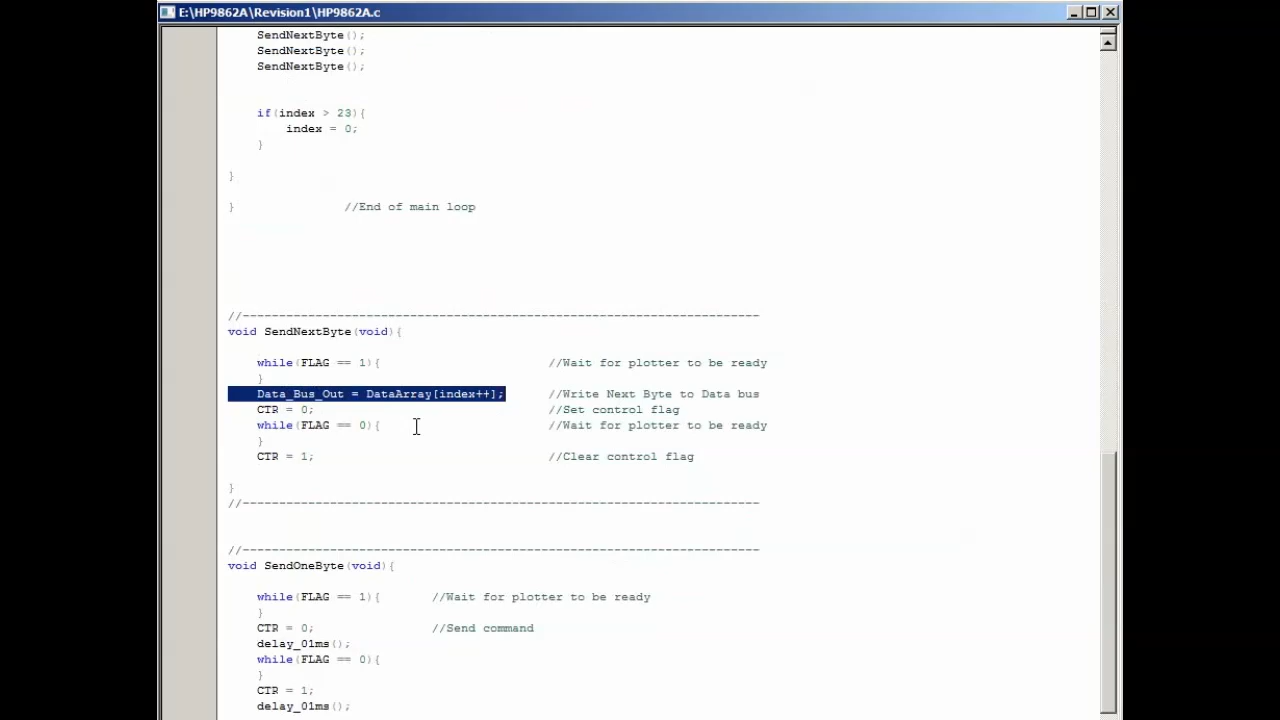 E:\HP9862A\Revision1\HP9862A.c
SendNextByte();
SendNextByte();
SendNextByte();
if(index > 23){
index = 0;
}
}
} //End of main loop
//-----------------------------------------------------------------------
void SendNextByte(void){
while(FLAG == 1){ //Wait for plotter to be ready
}
Data_Bus_Out = DataArray[index++]; //Write Next Byte to Data bus
CTR = 0; //Set control flag
while(FLAG == 0){ //Wait for plotter to be ready
}
CTR = 1; //Clear control flag
}
//-----------------------------------------------------------------------
//-----------------------------------------------------------------------
void SendOneByte(void){
while(FLAG == 1){ //Wait for plotter to be ready
}
CTR = 0; //Send command
delay_01ms();
while(FLAG == 0){
}
CTR = 1;
delay_01ms();